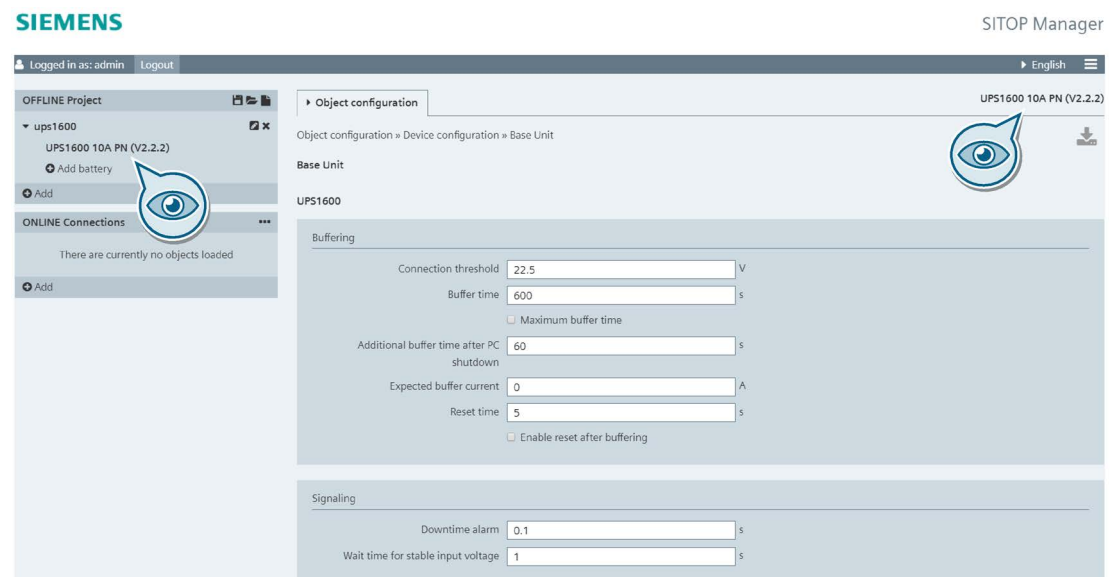 SIEMENS
SITOP Manager
Logged in as: admin Logout
English
OFFLINE Project
Object configuration
UPS1600 10A PN (V2.2.2)
ups1600
UPS1600 10A PN (V2.2.2)
Add battery
Add
ONLINE Connections
There are currently no objects loaded
Add
Object configuration » Device configuration » Base Unit
Base Unit
UPS1600
Buffering
Connection threshold 22.5 V
Buffer time 600 s
Maximum buffer time
Additional buffer time after PC
shutdown
60 s
Expected buffer current 0 A
Reset time 5 s
Enable reset after buffering
Signaling
Downtime alarm 0.1 s
Wait time for stable input voltage 1 s